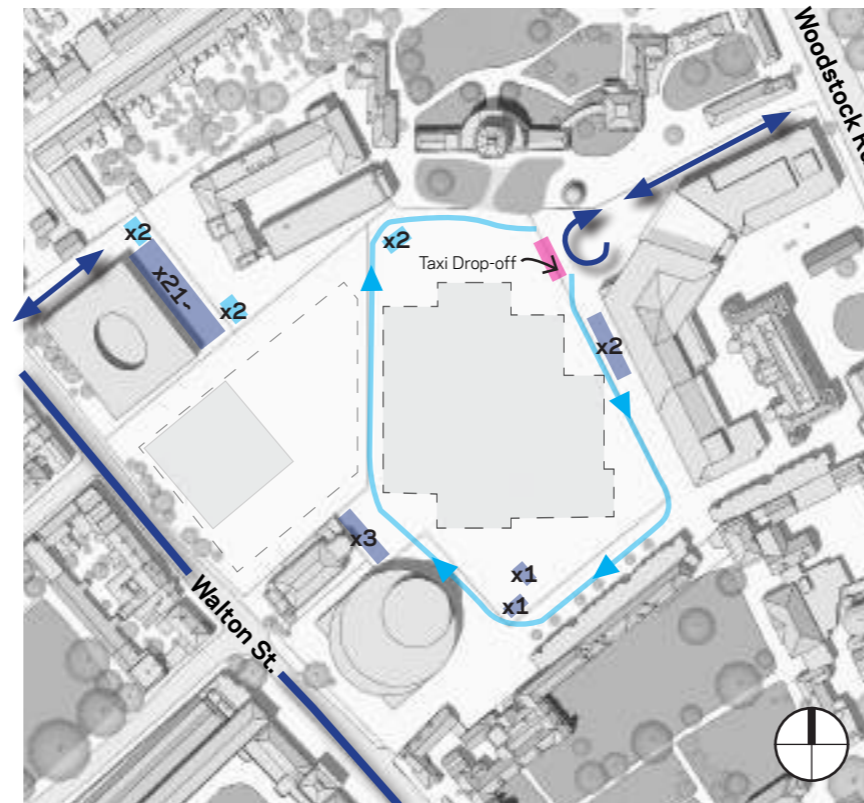 Woodstock R
x2
x21-
x2
x2
Taxi Drop-off
x2
x3
x1
x1
Walton St.